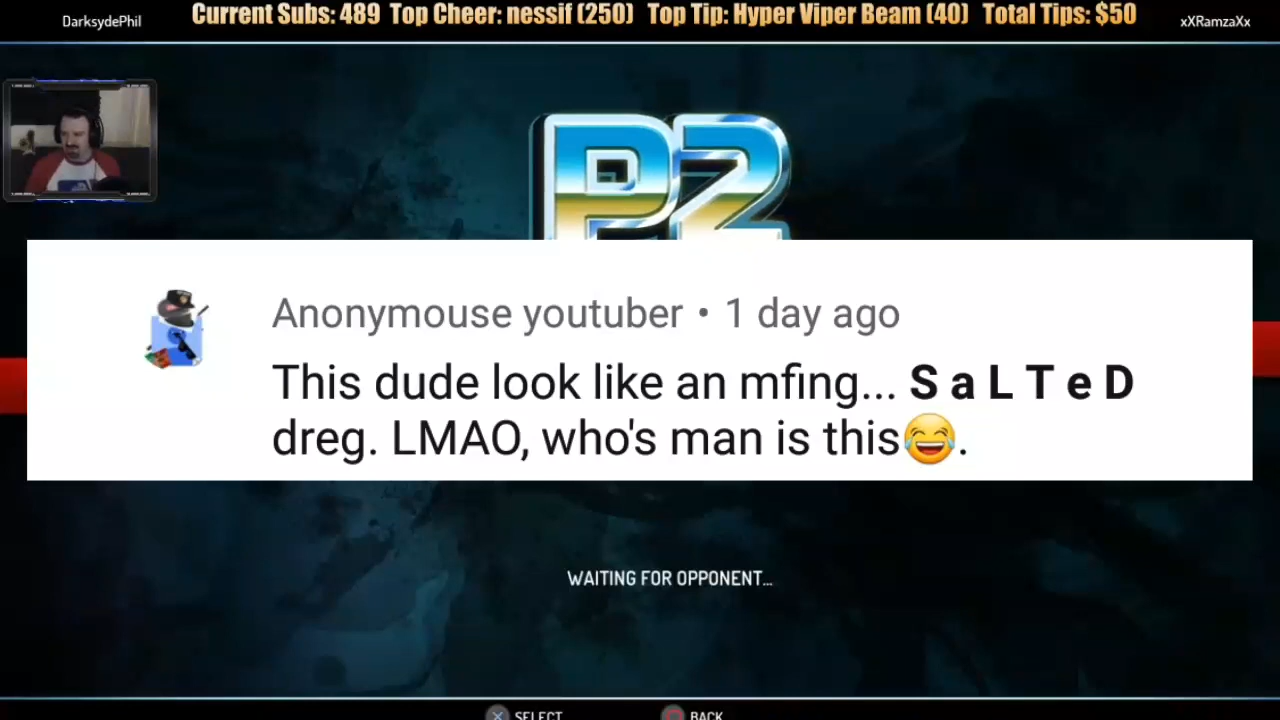 DarksydePhil
Current Subs: 489 Top Cheer: nessif (250) Top Tip: Hyper Viper Beam (40) Total Tips: $50
xXRamzaXx
P2
Anonymouse youtuber • 1 day ago
This dude look like an mfing... S a L T e D
dreg. LMAO, who's man is this😂.
WAITING FOR OPPONENT...
SELECT
BACK